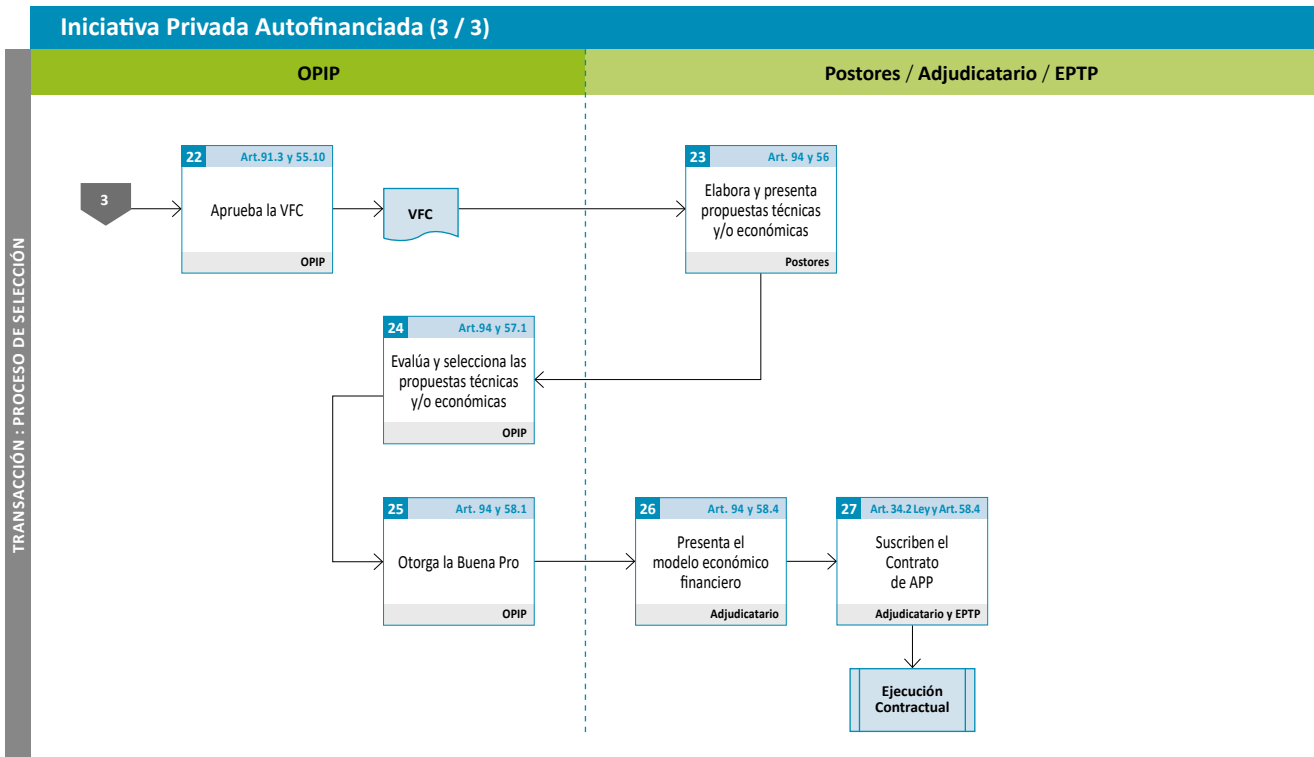 Iniciativa Privada Autofinanciada (3 / 3)
OPIP
Postores / Adjudicatario / EPTP
TRANSACCIÓN : PROCESO DE SELECCIÓN
3
22
Art.91.3 y 55.10
Aprueba la VFC
OPIP
VFC
23
Art. 94 y 56
Elabora y presenta
propuestas técnicas
y/o económicas
Postores
24
Art.94 y 57.1
Evalúa y selecciona las
propuestas técnicas
y/o económicas
OPIP
25
Art. 94 y 58.1
Otorga la Buena Pro
OPIP
26
Art. 94 y 58.4
Presenta el
modelo económico
financiero
Adjudicatario
27
Art. 34.2 Ley y Art. 58.4
Suscriben el
Contrato
de APP
Adjudicatario y EPTP
Ejecución
Contractual